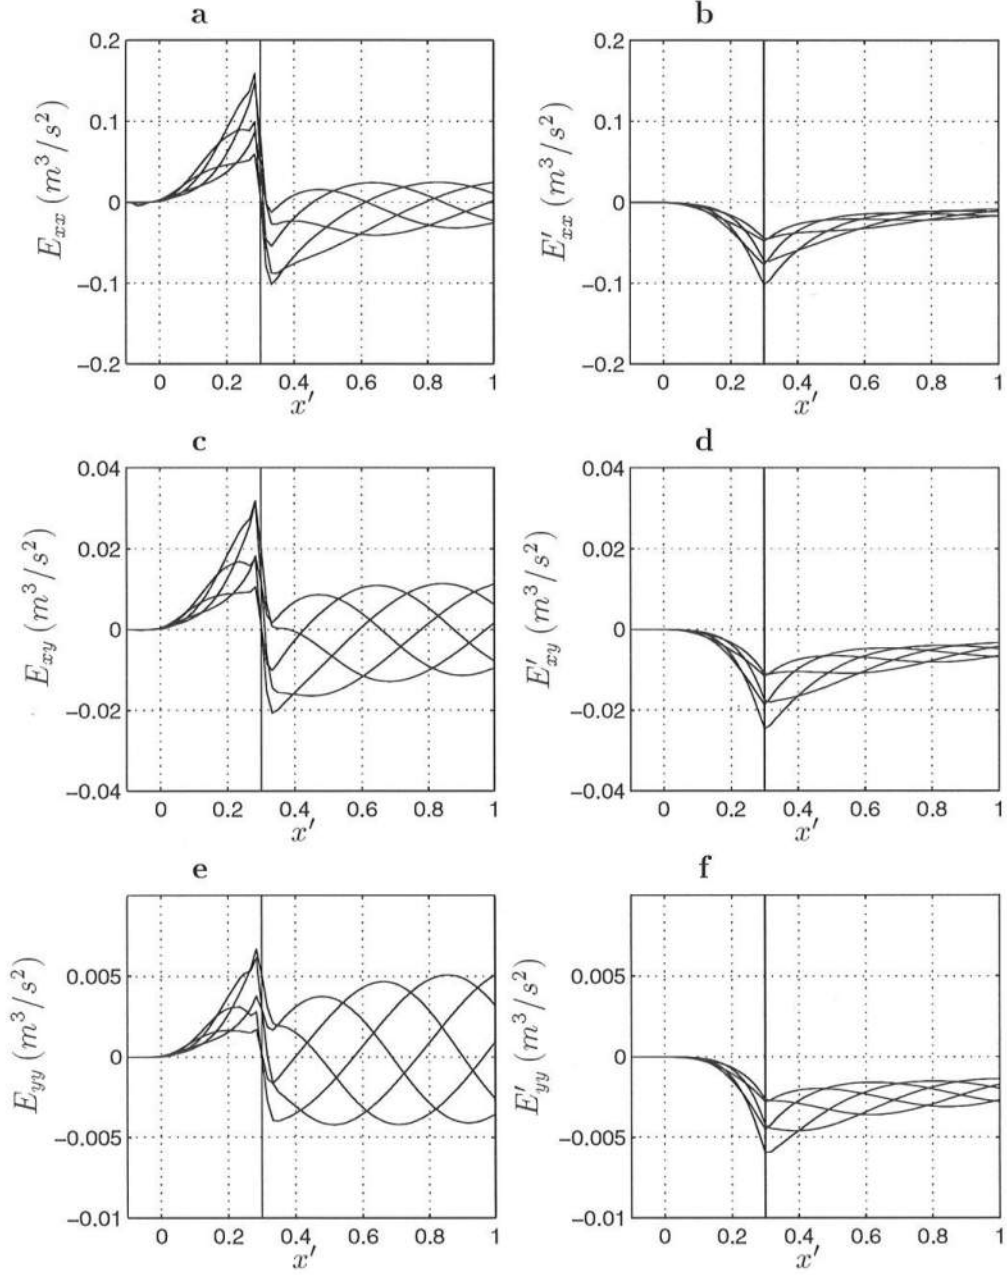 a
0.2
0.1
0
−0.1
−0.2
E_{xx} (m^3/s^2)
0 0.2 0.4 0.6 0.8 1
x′
b
0.2
0.1
0
−0.1
−0.2
E′_{xx} (m^3/s^2)
0 0.2 0.4 0.6 0.8 1
x′
c
0.04
0.02
0
−0.02
−0.04
E_{xy} (m^3/s^2)
0 0.2 0.4 0.6 0.8 1
x′
d
0.04
0.02
0
−0.02
−0.04
E′_{xy} (m^3/s^2)
0 0.2 0.4 0.6 0.8 1
x′
e
0.005
0
−0.005
−0.01
E_{yy} (m^3/s^2)
0 0.2 0.4 0.6 0.8 1
x′
f
0.005
0
−0.005
−0.01
E′_{yy} (m^3/s^2)
0 0.2 0.4 0.6 0.8 1
x′